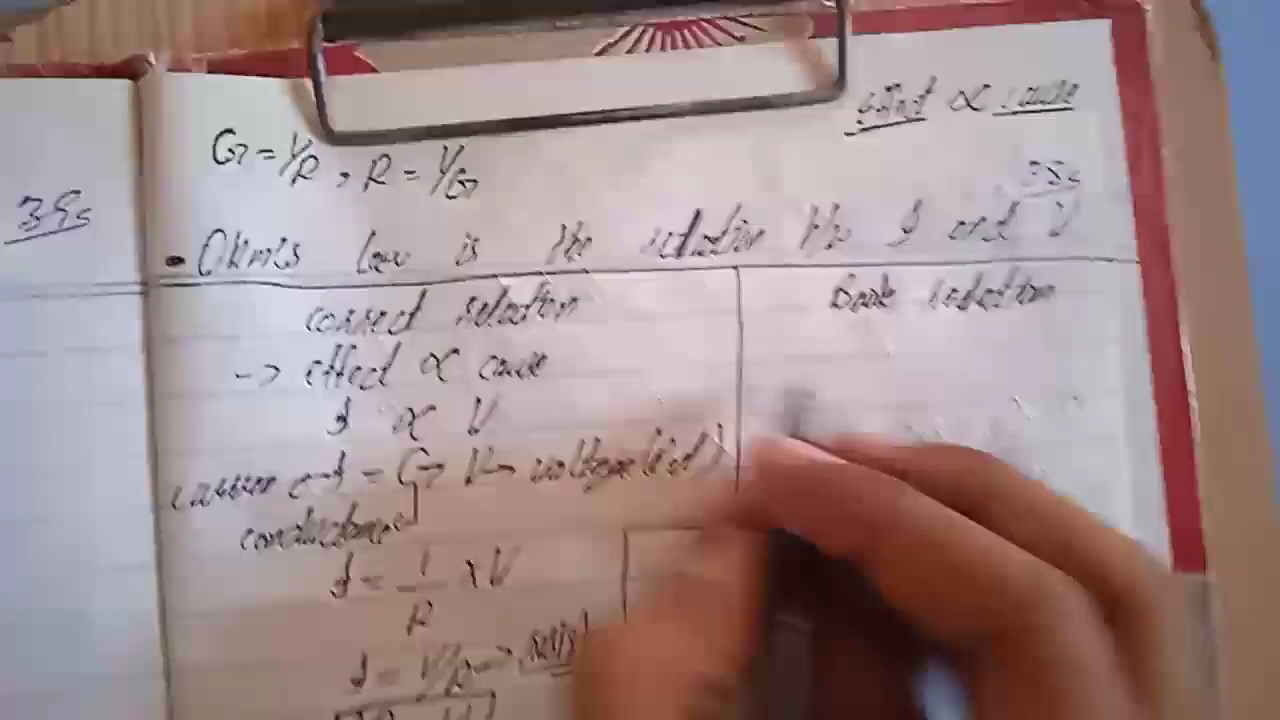 effect ∝ cause
G = 1/R, R = 1/G
39s
• Ohm's law is the relation b/w I and V
correct relation
book relation
-> effect ∝ cause
I ∝ V
current I = G V -> voltage
conductance
I = 1/R x V
I = V/R ->